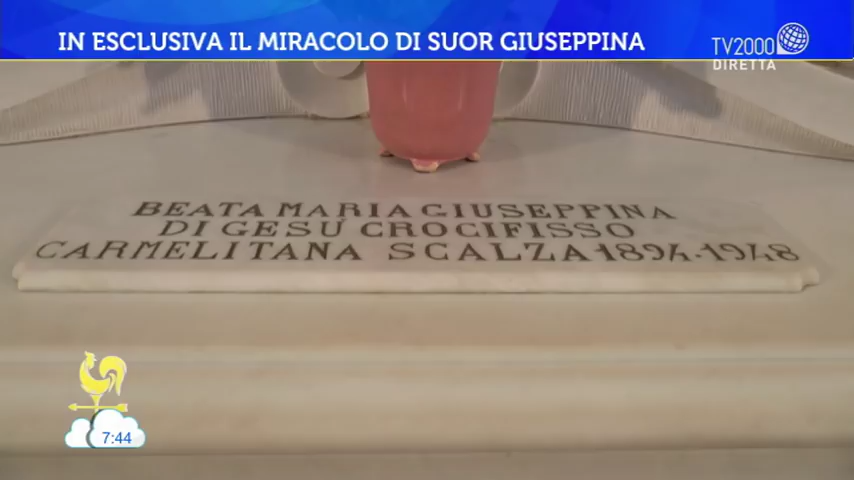 IN ESCLUSIVA IL MIRACOLO DI SUOR GIUSEPPINA
TV2000
DIRETTA
BEATA MARIA GIUSEPPINA
DI GESÚ CROCIFISSO
CARMELITANA SCALZA 1894-1948
7:44